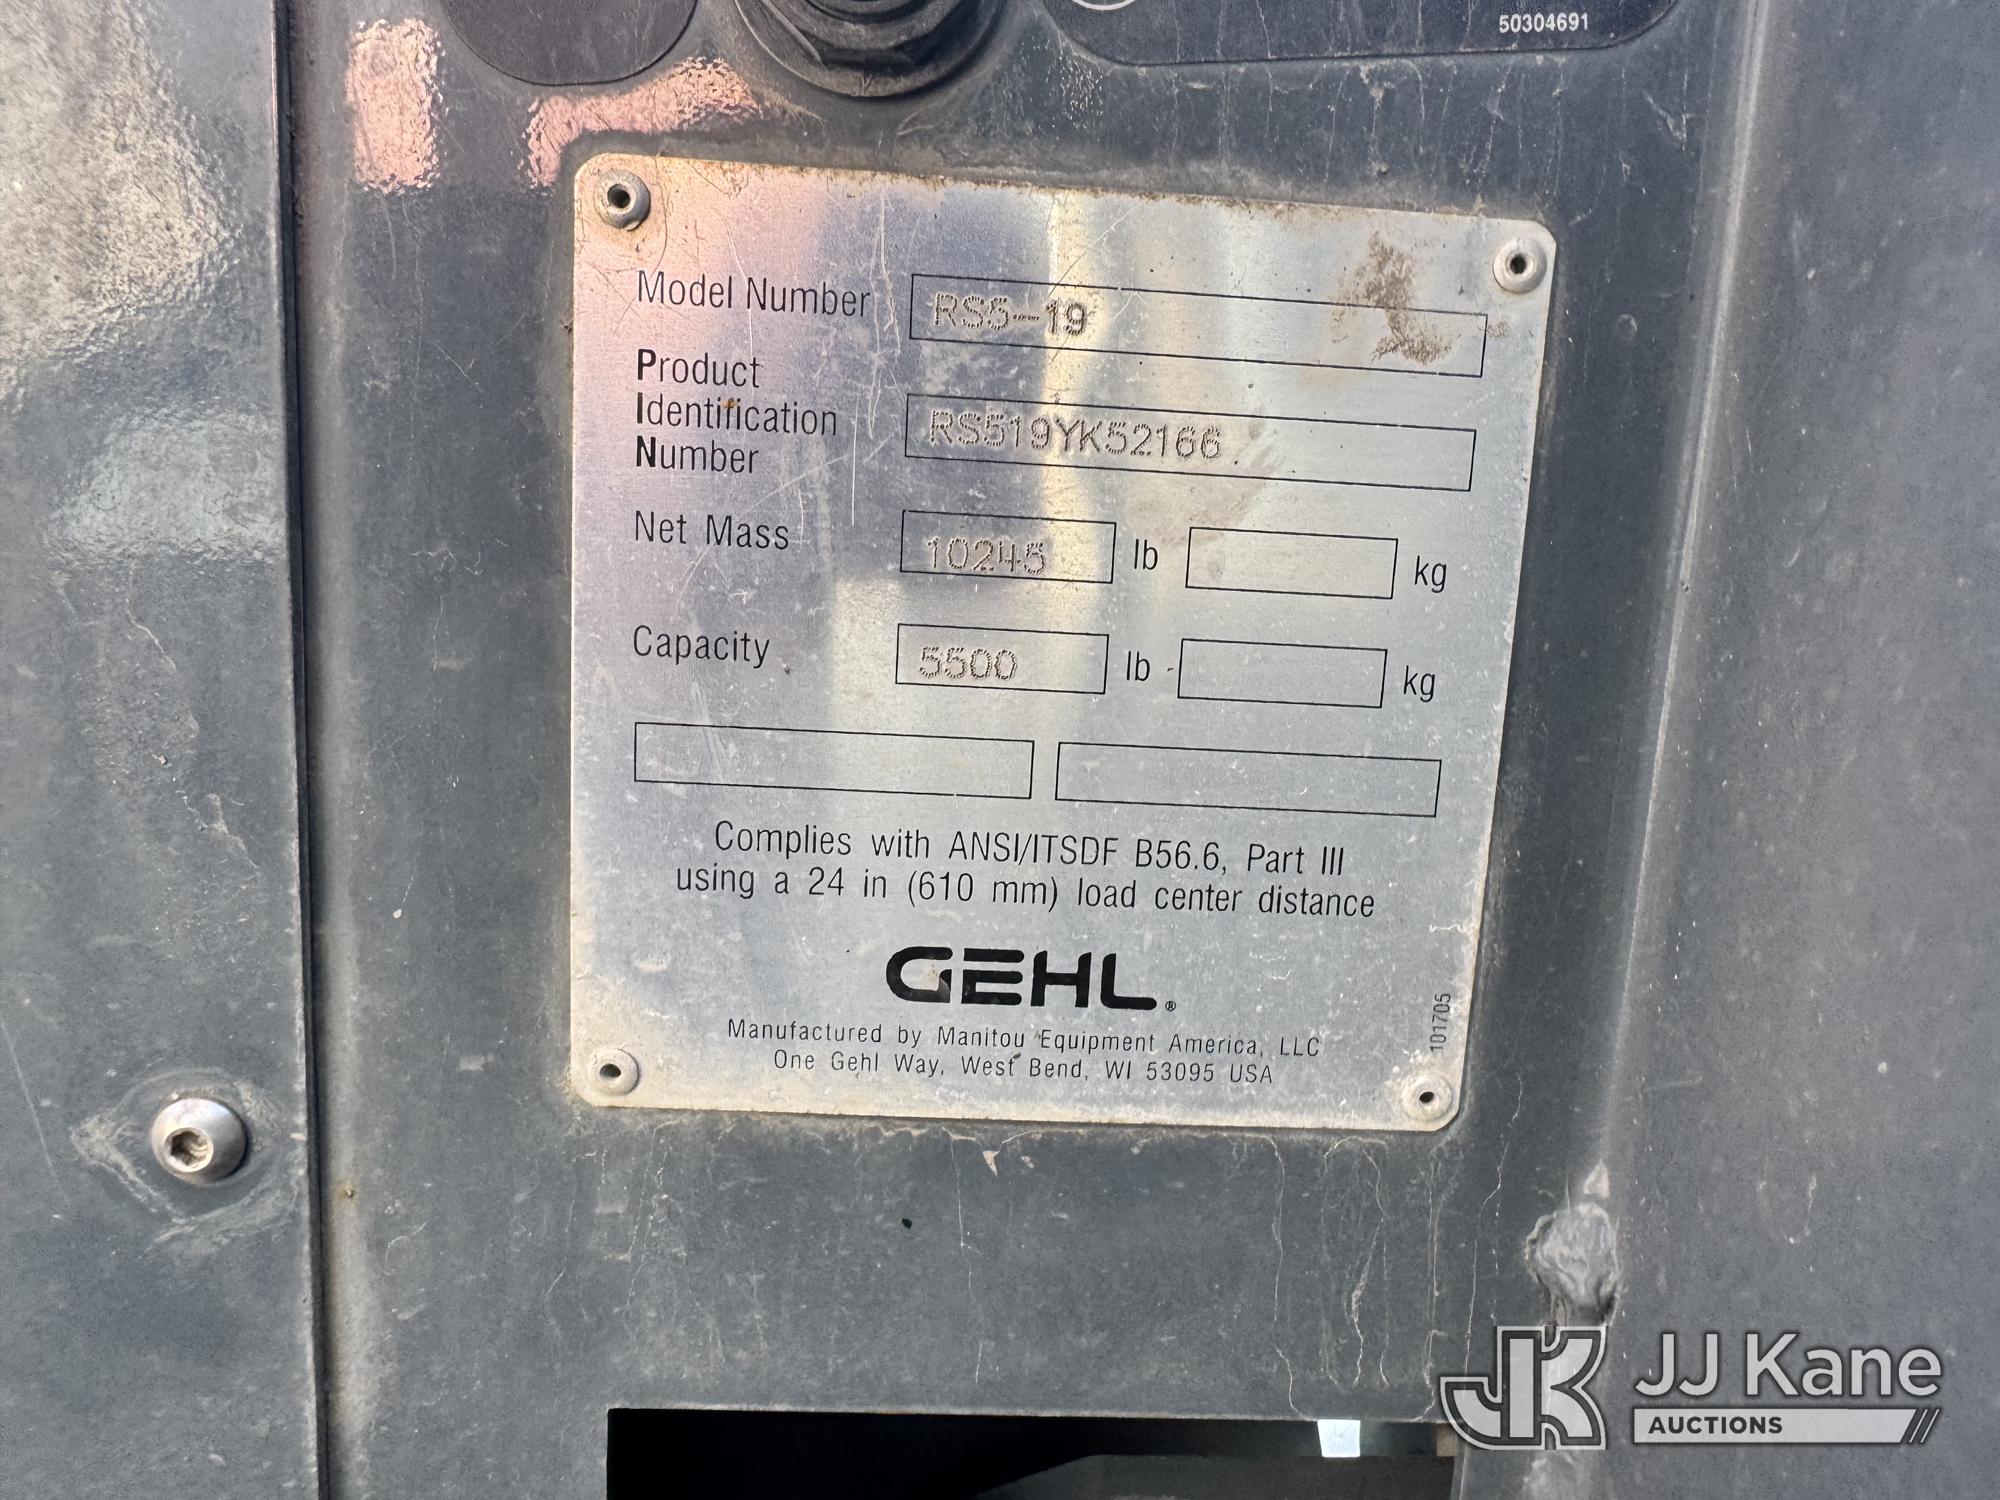 50304691
Model Number RS5-19
Product
Identification
Number RS519YK52166
Net Mass 10245 lb kg
Capacity 5500 lb kg
Complies with ANSI/ITSDF B56.6, Part III
using a 24 in (610 mm) load center distance
GEHL®
Manufactured by Manitou Equipment America, LLC
One Gehl Way, West Bend, WI 53095 USA
101705
JJ Kane
AUCTIONS